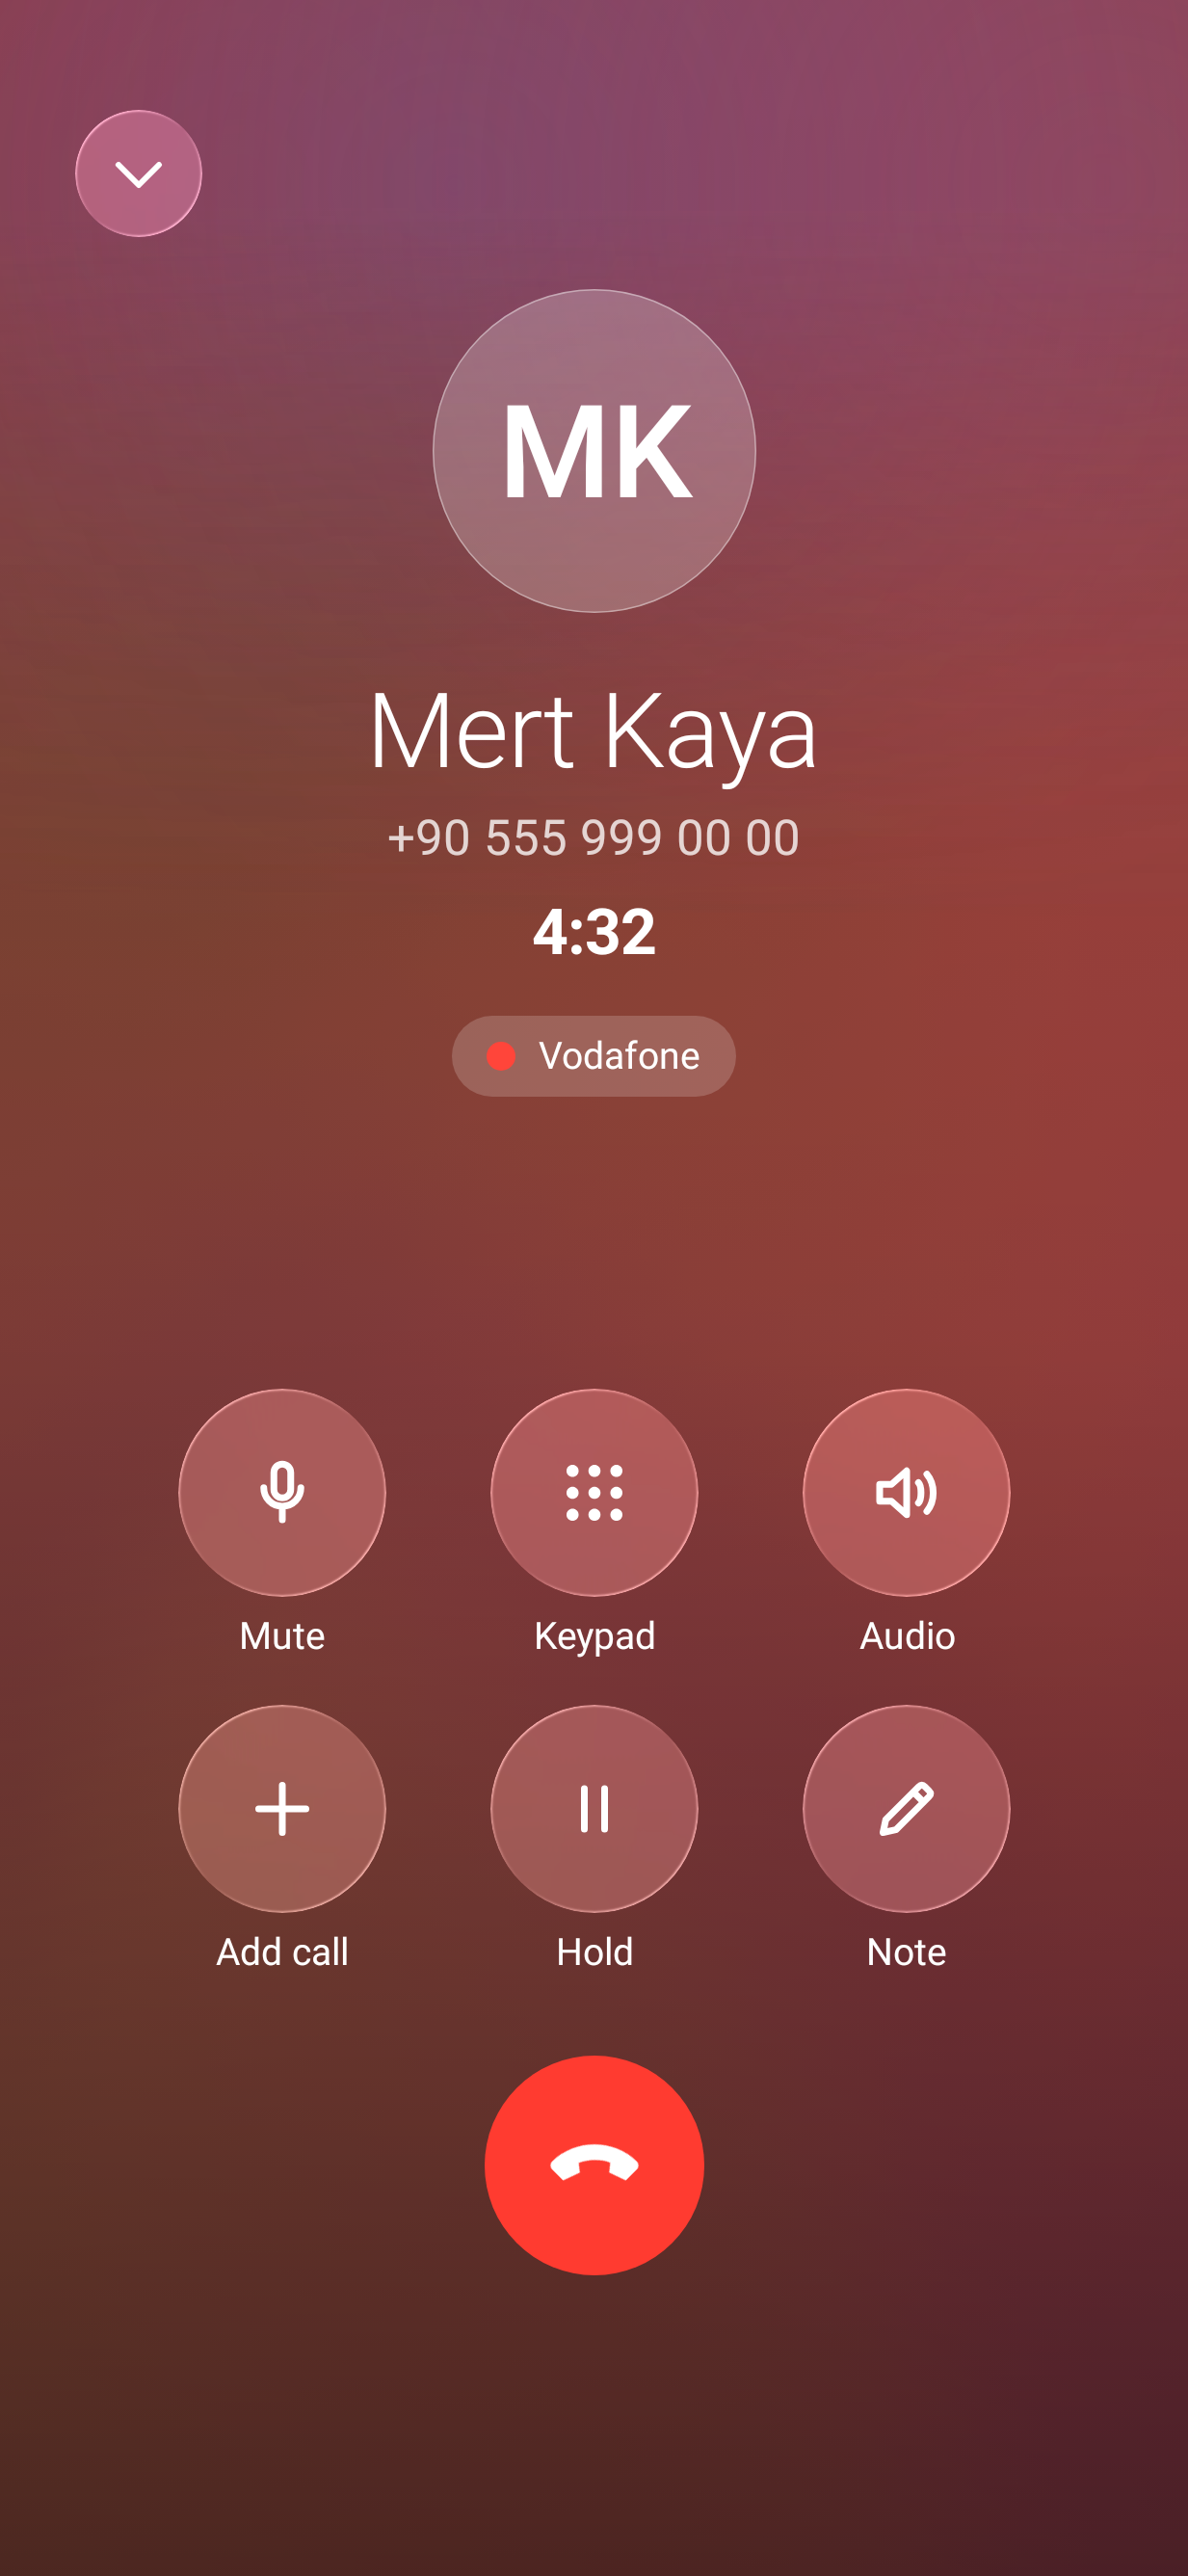 MK
Mert Kaya
+90 555 999 00 00
4:32
Vodafone
Mute
Keypad
Audio
Add call
Hold
Note